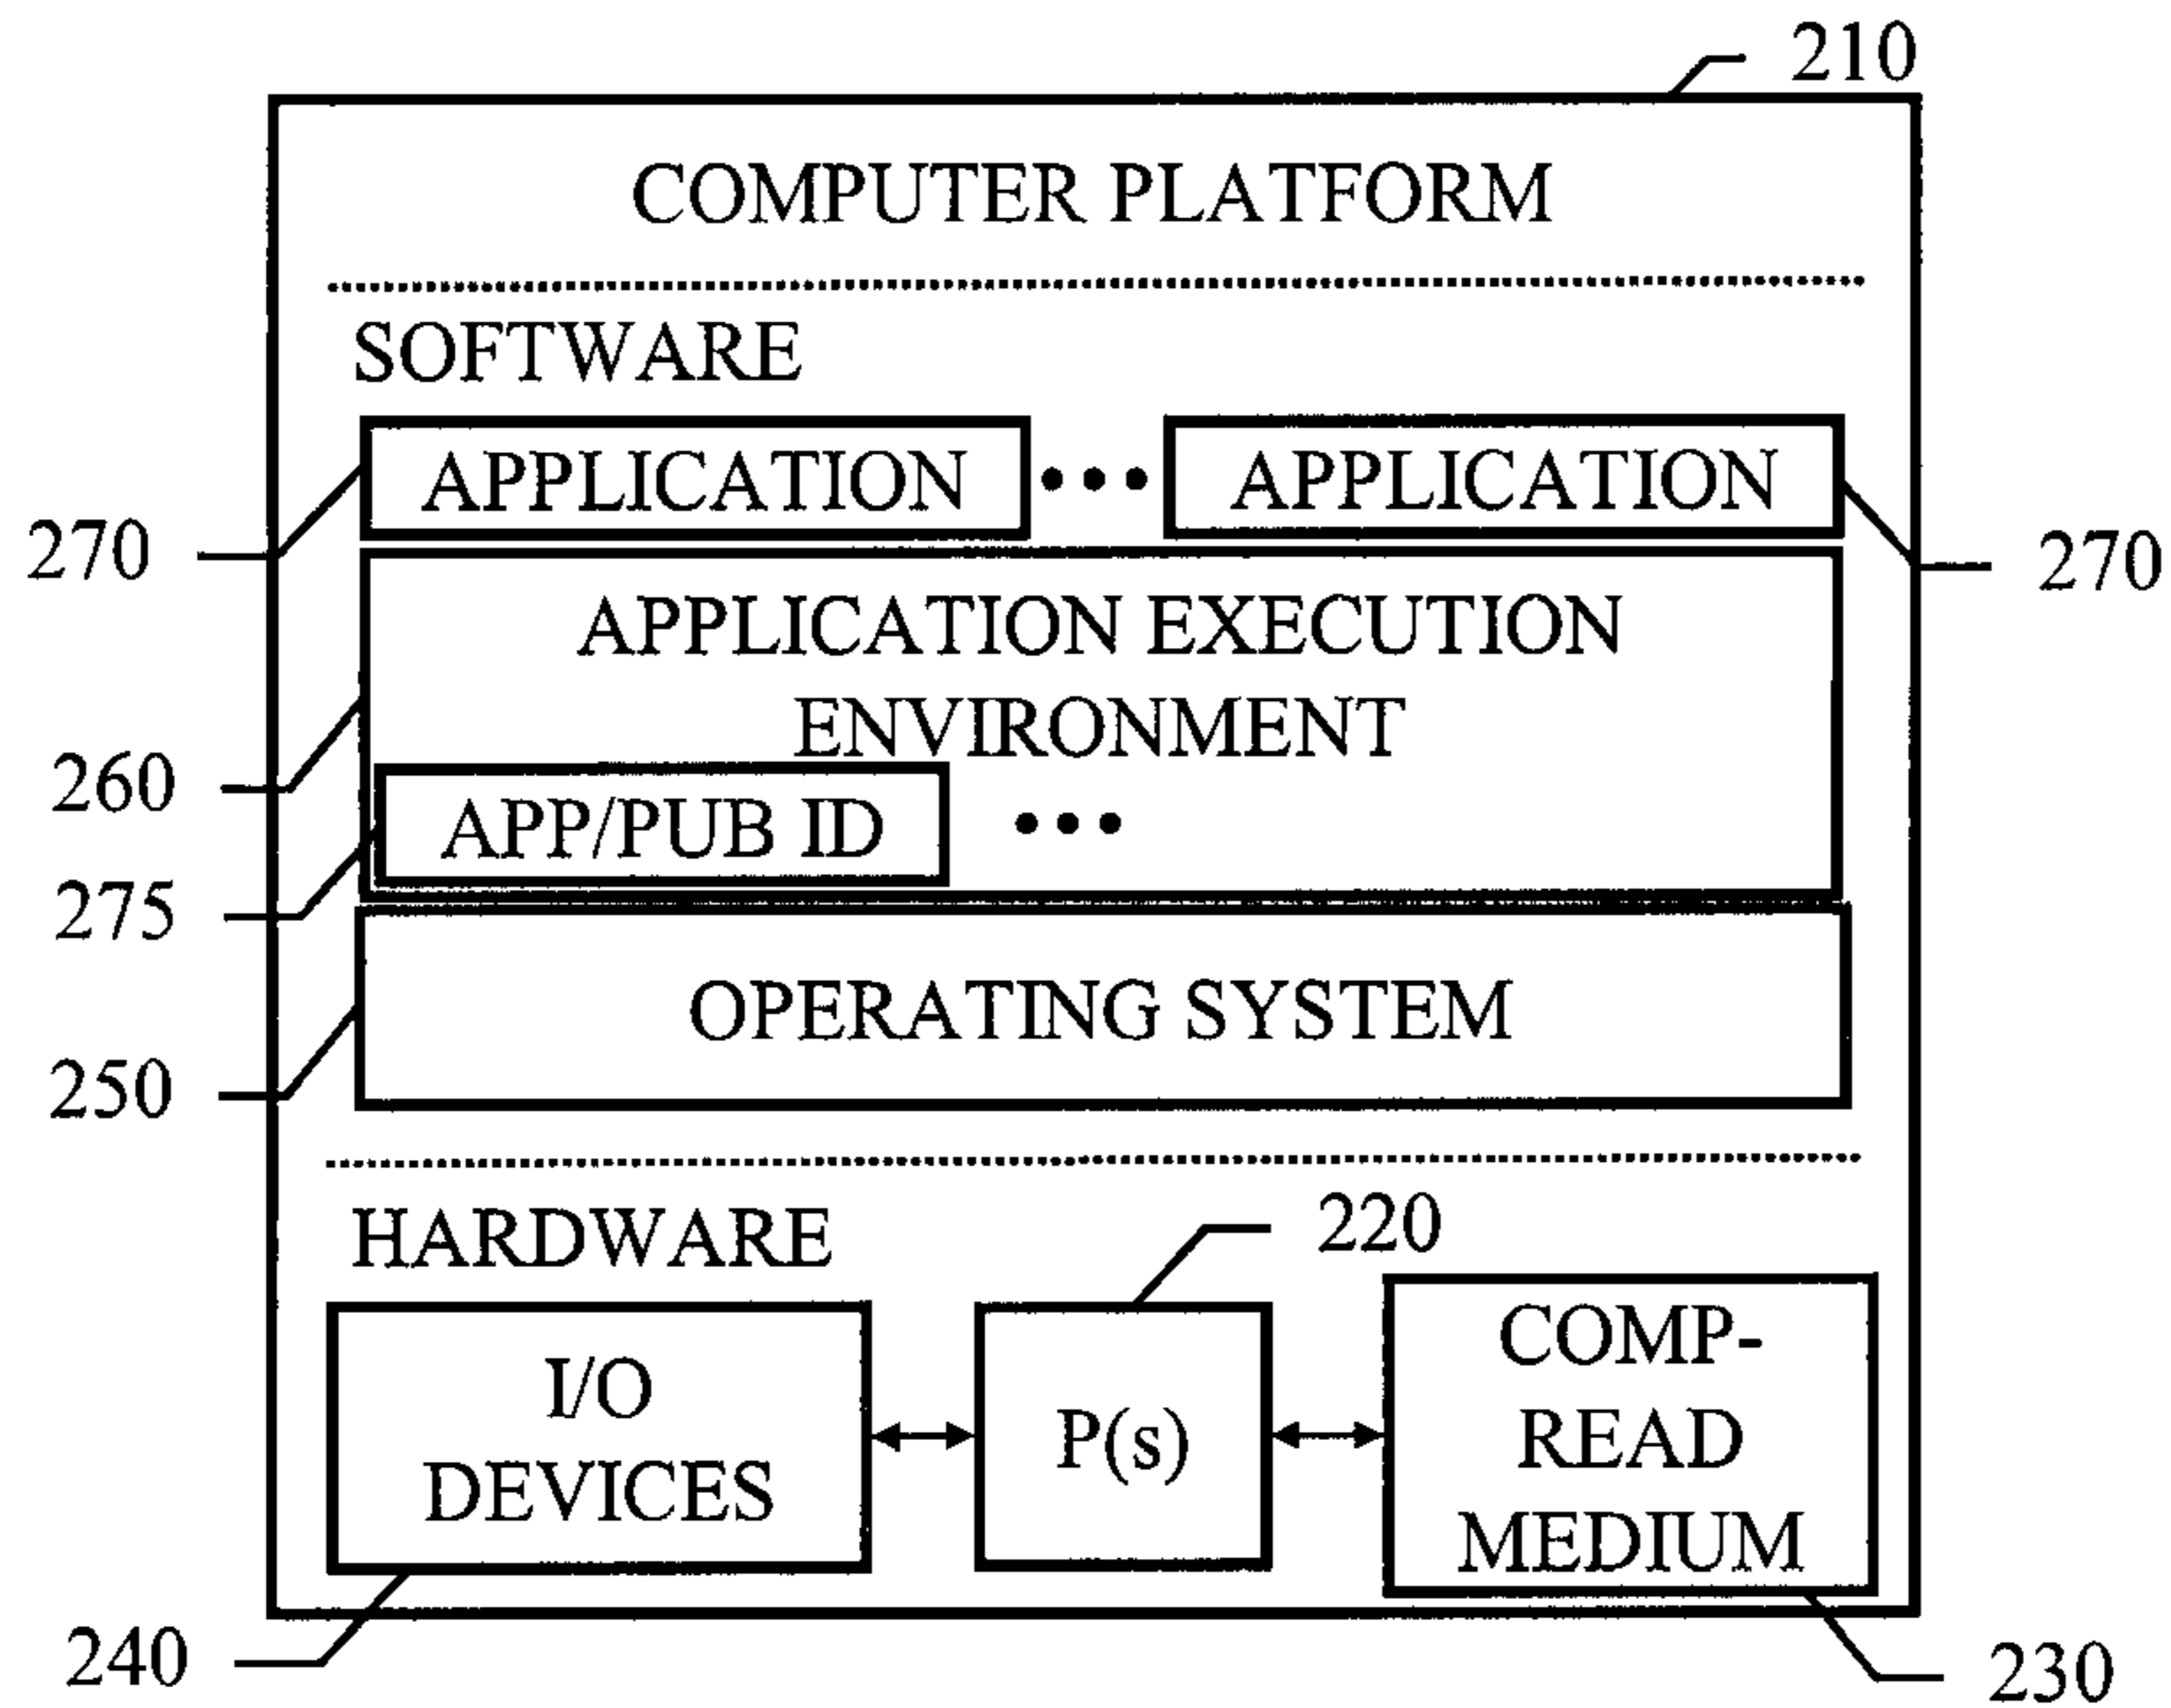 210
COMPUTER PLATFORM
SOFTWARE
APPLICATION ••• APPLICATION
270
270
APPLICATION EXECUTION
ENVIRONMENT
260
APP/PUB ID •••
275
OPERATING SYSTEM
250
HARDWARE
220
I/O
DEVICES
P(s)
COMP-
READ
MEDIUM
240
230